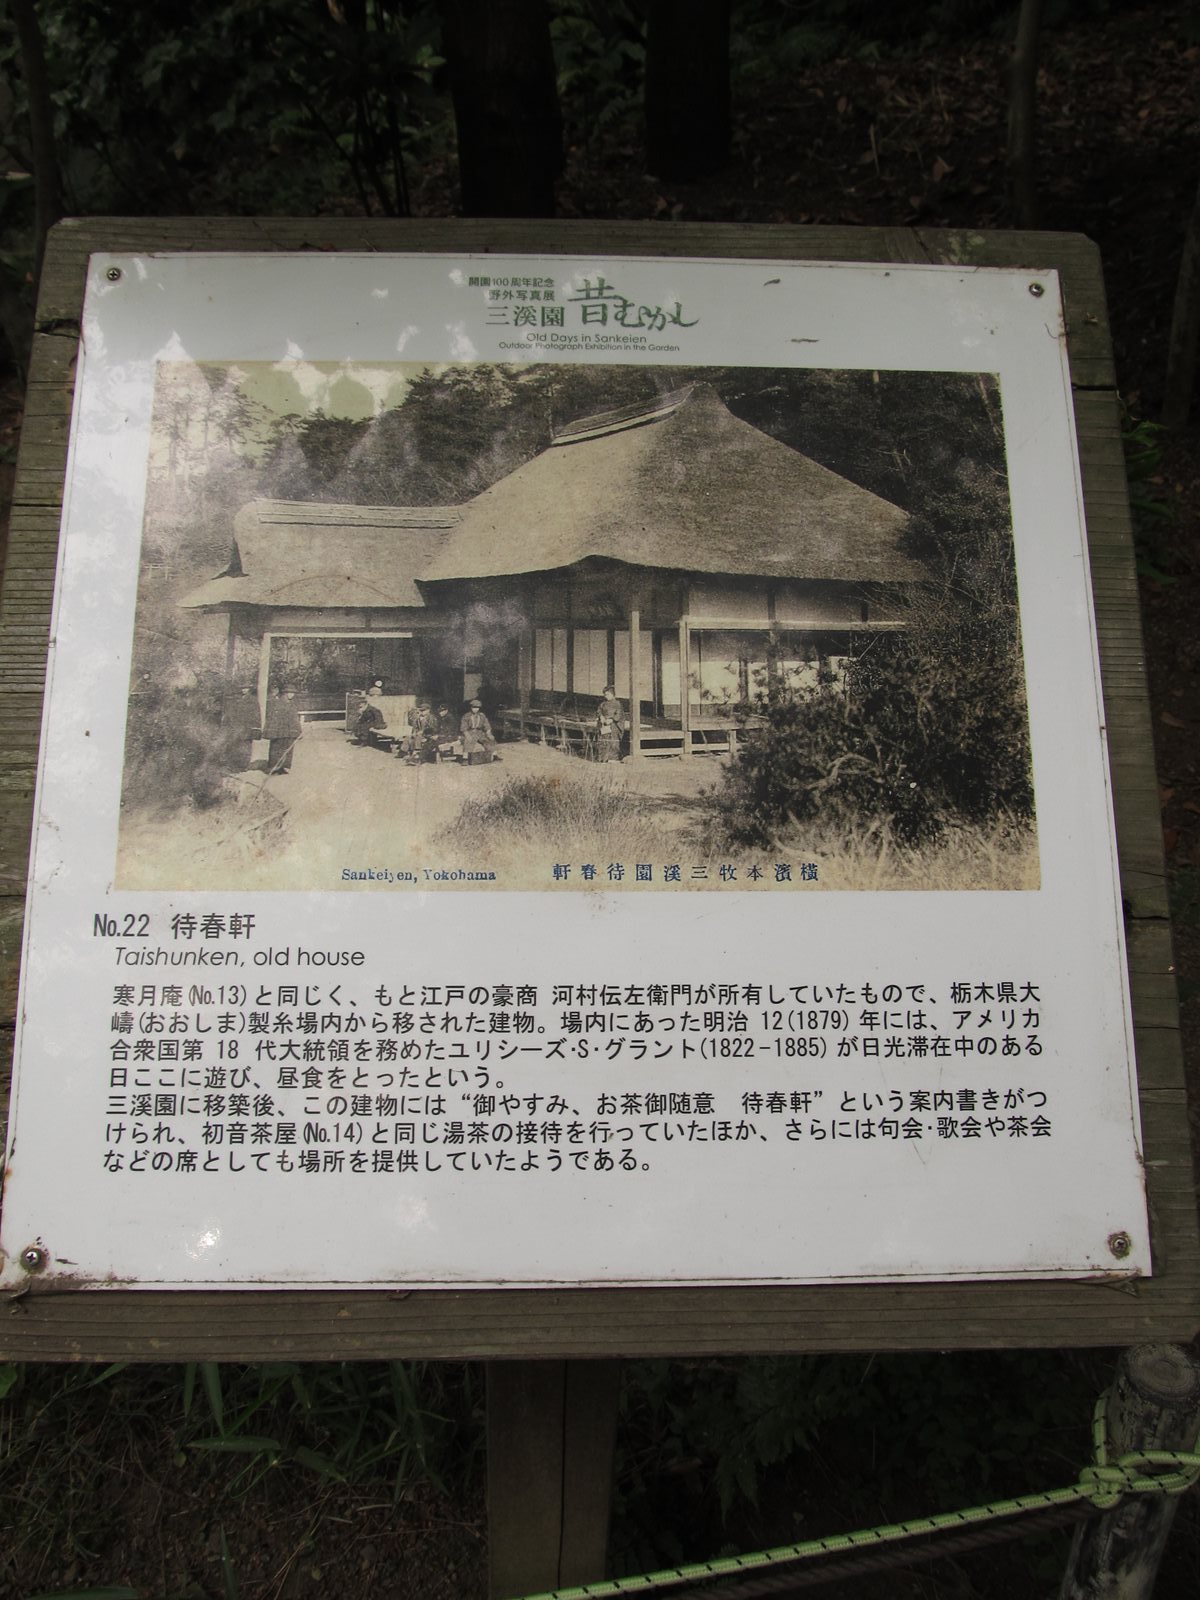 開園100周年記念
野外写真展
三溪園 昔むかし
Old Days in Sankeien
Outdoor Photograph Exhibition in the Garden
Sankeiyen, Yokohama 軒春待園溪三牧本濱横
No.22 待春軒
Taishunken, old house
寒月庵(No.13)と同じく、もと江戸の豪商 河村伝左衛門が所有していたもので、栃木県大
嶹(おおしま)製糸場内から移された建物。場内にあった明治 12(1879) 年には、アメリカ
合衆国第 18 代大統領を務めたユリシーズ・S・グラント(1822-1885) が日光滞在中のある
日ここに遊び、昼食をとったという。
三溪園に移築後、この建物には“御やすみ、お茶御随意 待春軒”という案内書きがつ
けられ、初音茶屋(No.14)と同じ湯茶の接待を行っていたほか、さらには句会・歌会や茶会
などの席としても場所を提供していたようである。